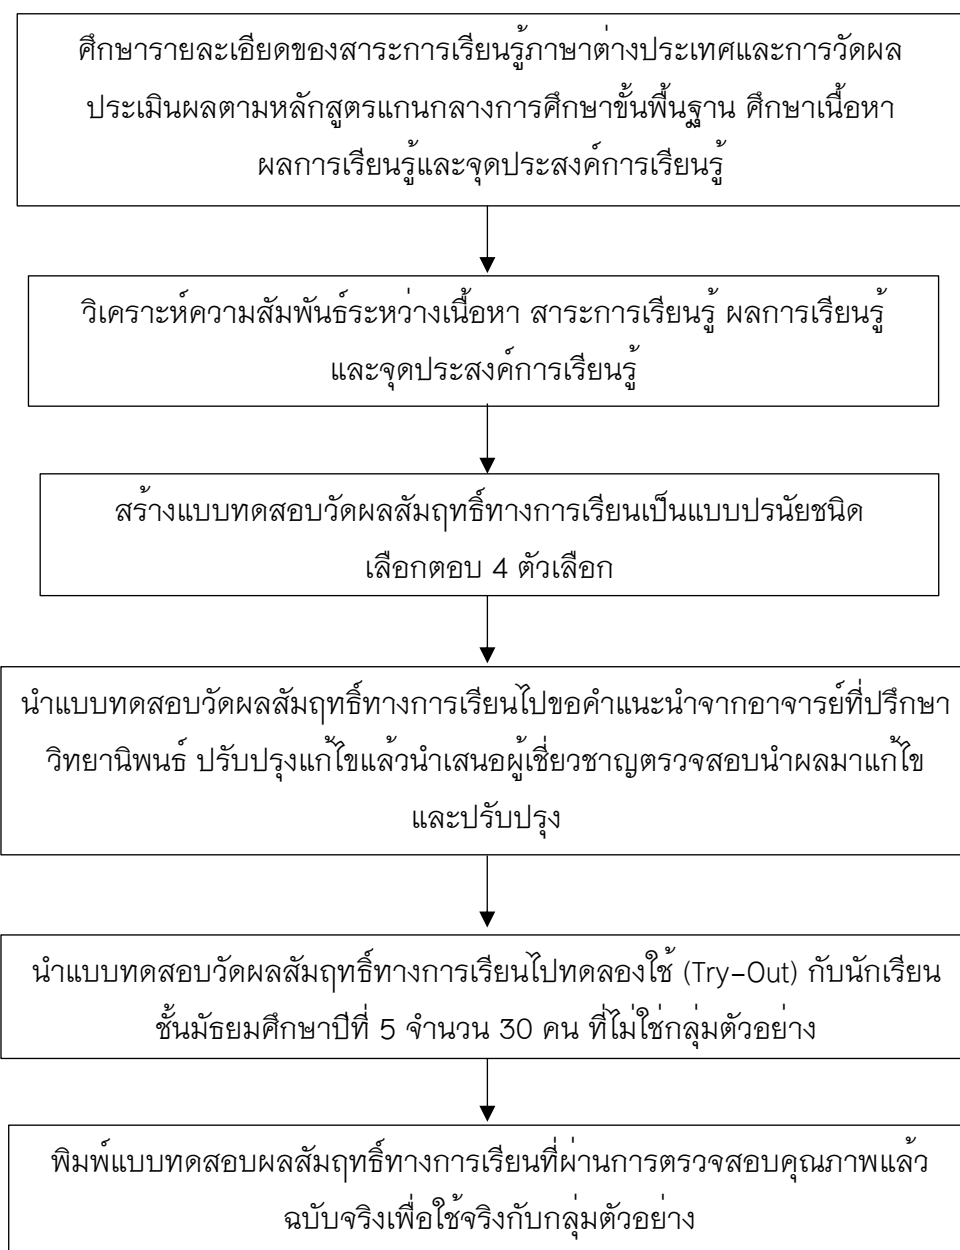 ศึกษารายละเอียดของสาระการเรียนรู้ภาษาต่างประเทศและการวัดผล
ประเมินผลตามหลักสูตรแกนกลางการศึกษาขั้นพื้นฐาน ศึกษาเนื้อหา
ผลการเรียนรู้และจุดประสงค์การเรียนรู้
วิเคราะห์ความสัมพันธ์ระหว่างเนื้อหา สาระการเรียนรู้ ผลการเรียนรู้
และจุดประสงค์การเรียนรู้
สร้างแบบทดสอบวัดผลสัมฤทธิ์ทางการเรียนเป็นแบบปรนัยชนิด
เลือกตอบ 4 ตัวเลือก
นำแบบทดสอบวัดผลสัมฤทธิ์ทางการเรียนไปขอคำแนะนำจากอาจารย์ที่ปรึกษา
วิทยานิพนธ์ ปรับปรุงแก้ไขแล้วนำเสนอผู้เชี่ยวชาญตรวจสอบนำผลมาแก้ไข
และปรับปรุง
นำแบบทดสอบวัดผลสัมฤทธิ์ทางการเรียนไปทดลองใช้ (Try-Out) กับนักเรียน
ชั้นมัธยมศึกษาปีที่ 5 จำนวน 30 คน ที่ไม่ใช่กลุ่มตัวอย่าง
พิมพ์แบบทดสอบผลสัมฤทธิ์ทางการเรียนที่ผ่านการตรวจสอบคุณภาพแล้ว
ฉบับจริงเพื่อใช้จริงกับกลุ่มตัวอย่าง